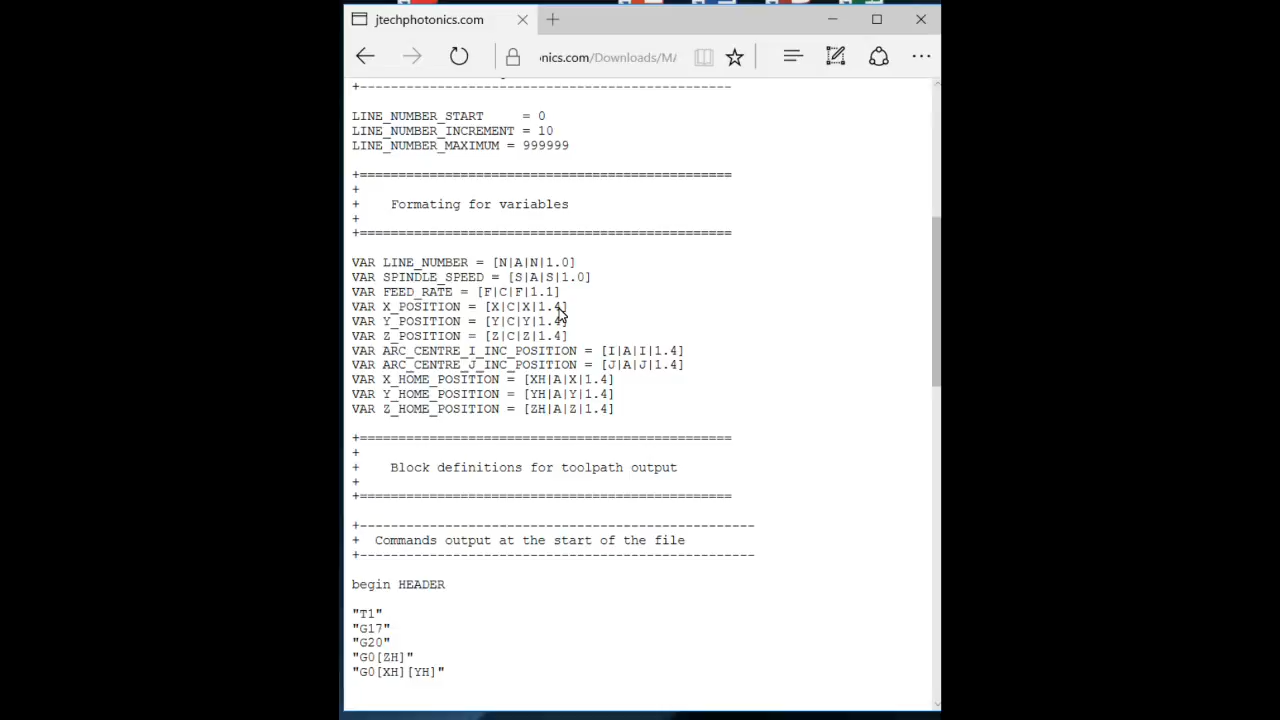 jtechphotonics.com
onics.com/Downloads/M/
+------------------------------------------------
LINE_NUMBER_START     = 0
LINE_NUMBER_INCREMENT = 10
LINE_NUMBER_MAXIMUM = 999999
+================================================
+
+    Formating for variables
+
+================================================
VAR LINE_NUMBER = [N|A|N|1.0]
VAR SPINDLE_SPEED = [S|A|S|1.0]
VAR FEED_RATE = [F|C|F|1.1]
VAR X_POSITION = [X|C|X|1.4]
VAR Y_POSITION = [Y|C|Y|1.4]
VAR Z_POSITION = [Z|C|Z|1.4]
VAR ARC_CENTRE_I_INC_POSITION = [I|A|I|1.4]
VAR ARC_CENTRE_J_INC_POSITION = [J|A|J|1.4]
VAR X_HOME_POSITION = [XH|A|X|1.4]
VAR Y_HOME_POSITION = [YH|A|Y|1.4]
VAR Z_HOME_POSITION = [ZH|A|Z|1.4]
+================================================
+
+    Block definitions for toolpath output
+
+================================================
+---------------------------------------------------
+  Commands output at the start of the file
+---------------------------------------------------
begin HEADER
"T1"
"G17"
"G20"
"G0[ZH]"
"G0[XH][YH]"